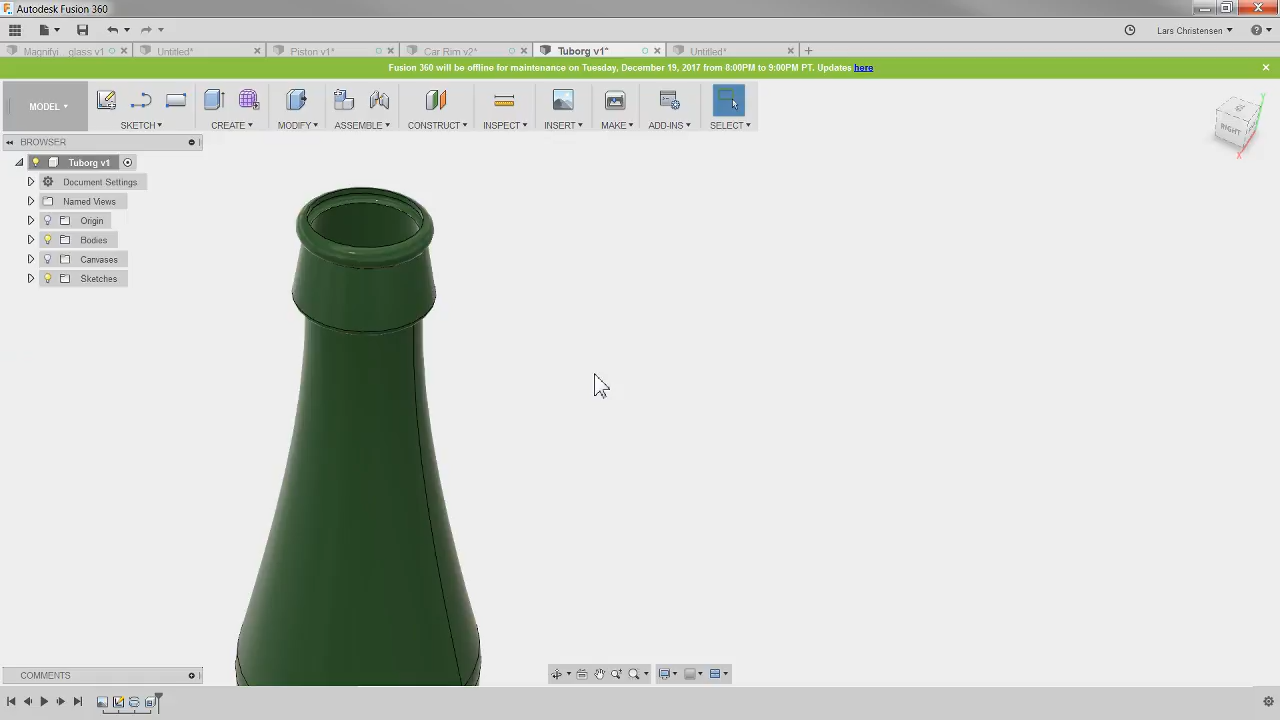 Autodesk Fusion 360
Lars Christensen
Magnifyi...glass v1
Untitled*
Piston v1*
Car Rim v2*
Tuborg v1*
Untitled*
Fusion 360 will be offline for maintenance on Tuesday, December 19, 2017 from 8:00PM to 9:00PM PT. Updates here
MODEL
SKETCH
CREATE
MODIFY
ASSEMBLE
CONSTRUCT
INSPECT
INSERT
MAKE
ADD-INS
SELECT
RIGHT
BROWSER
Tuborg v1
Document Settings
Named Views
Origin
Bodies
Canvases
Sketches
COMMENTS